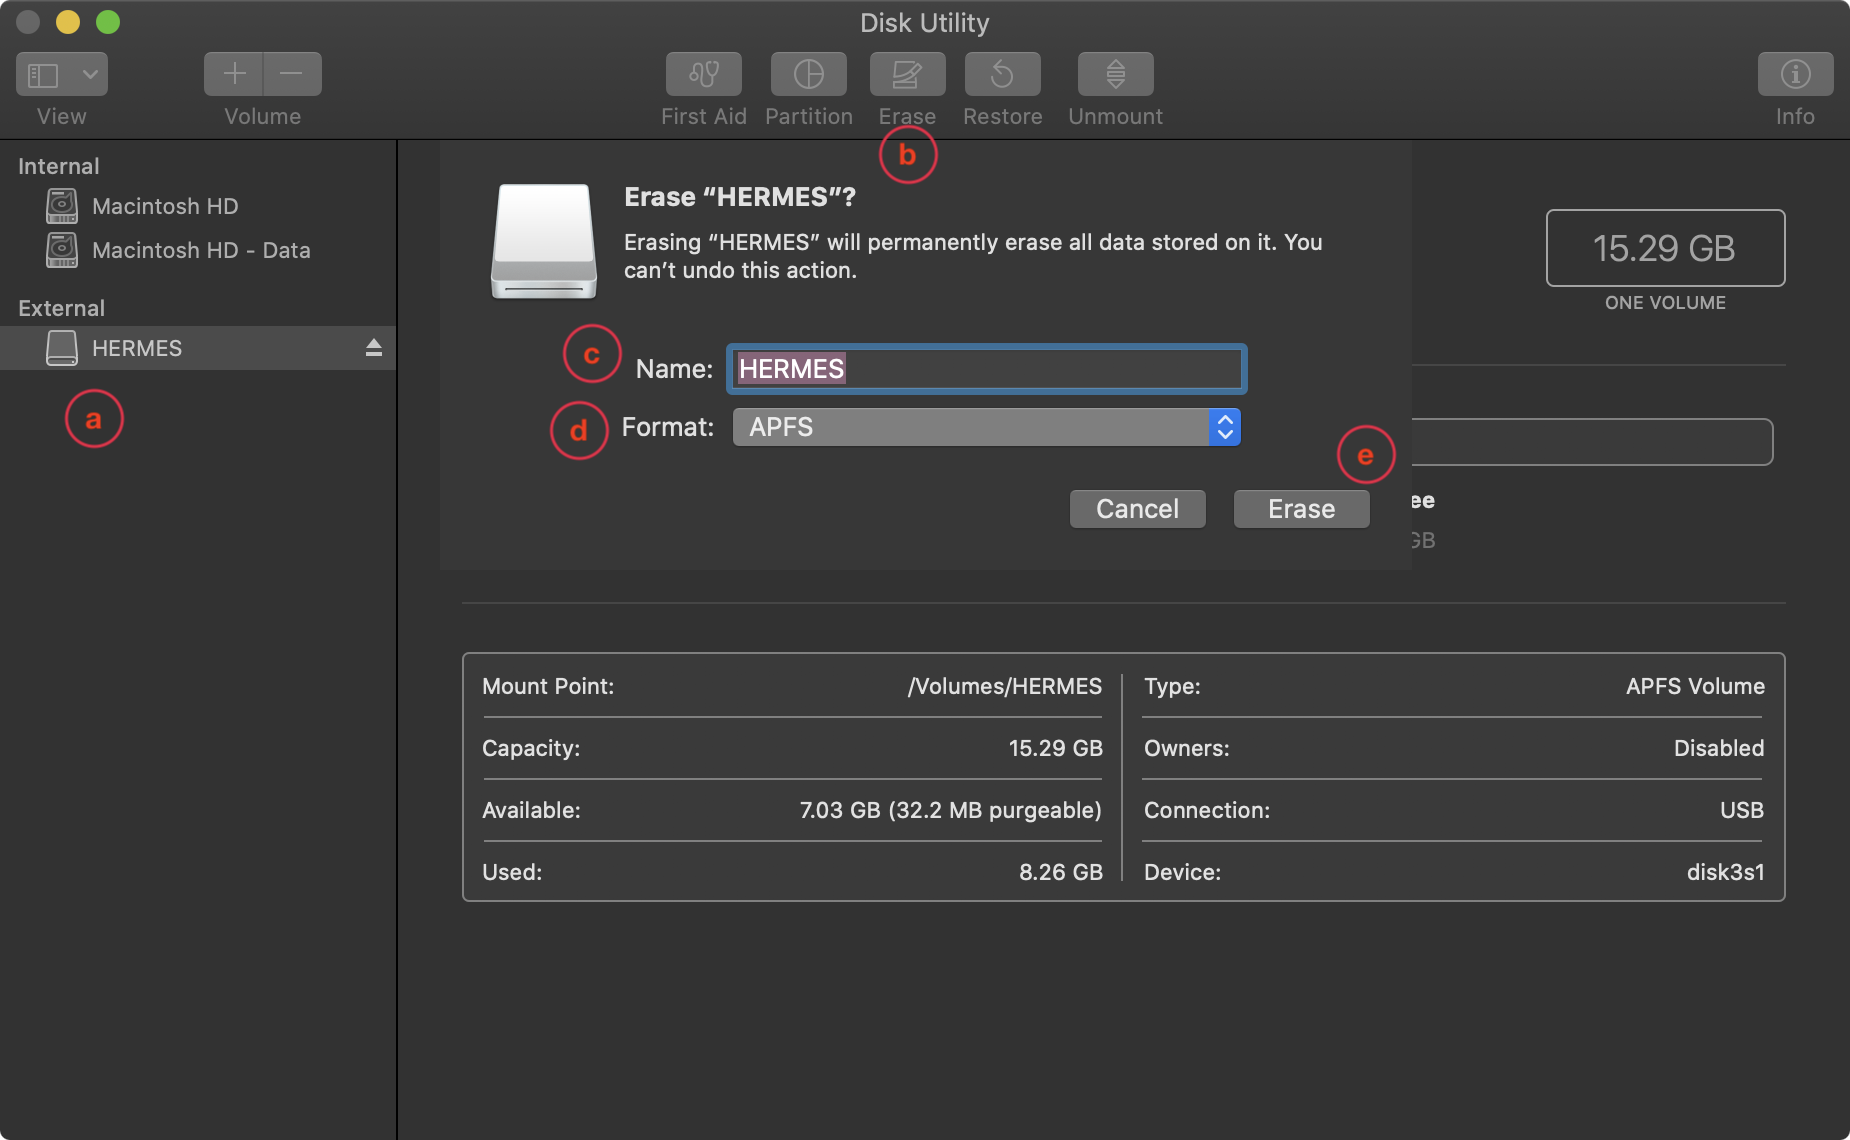 Disk Utility
View
Volume
First Aid
Partition
Erase
Restore
Unmount
Info
b
Internal
Macintosh HD
Macintosh HD - Data
External
HERMES
a
Erase “HERMES”?
Erasing “HERMES” will permanently erase all data stored on it. You
can’t undo this action.
15.29 GB
ONE VOLUME
c
Name: HERMES
d
Format: APFS
e
Cancel
Erase
ee
GB
Mount Point: /Volumes/HERMES
Type: APFS Volume
Capacity: 15.29 GB
Owners: Disabled
Available: 7.03 GB (32.2 MB purgeable)
Connection: USB
Used: 8.26 GB
Device: disk3s1